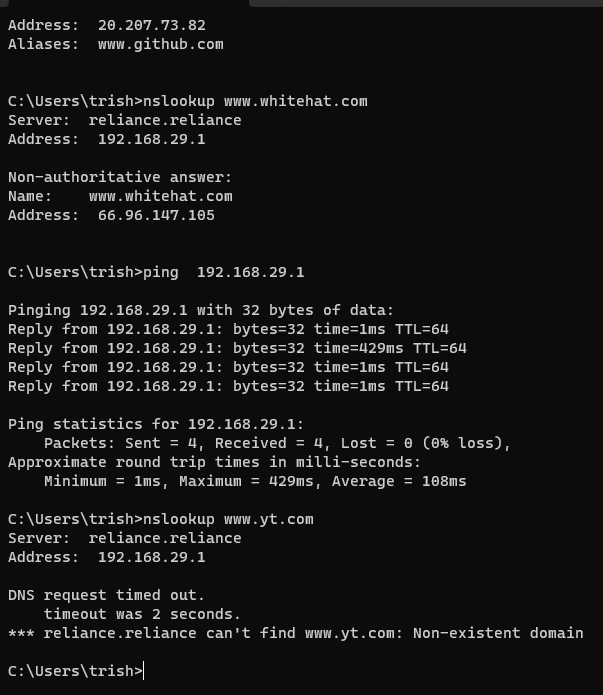 Address:  20.207.73.82
Aliases:  www.github.com
C:\Users\trish>nslookup www.whitehat.com
Server:  reliance.reliance
Address:  192.168.29.1
Non-authoritative answer:
Name:    www.whitehat.com
Address:  66.96.147.105
C:\Users\trish>ping  192.168.29.1
Pinging 192.168.29.1 with 32 bytes of data:
Reply from 192.168.29.1: bytes=32 time=1ms TTL=64
Reply from 192.168.29.1: bytes=32 time=429ms TTL=64
Reply from 192.168.29.1: bytes=32 time=1ms TTL=64
Reply from 192.168.29.1: bytes=32 time=1ms TTL=64
Ping statistics for 192.168.29.1:
    Packets: Sent = 4, Received = 4, Lost = 0 (0% loss),
Approximate round trip times in milli-seconds:
    Minimum = 1ms, Maximum = 429ms, Average = 108ms
C:\Users\trish>nslookup www.yt.com
Server:  reliance.reliance
Address:  192.168.29.1
DNS request timed out.
    timeout was 2 seconds.
*** reliance.reliance can't find www.yt.com: Non-existent domain
C:\Users\trish>